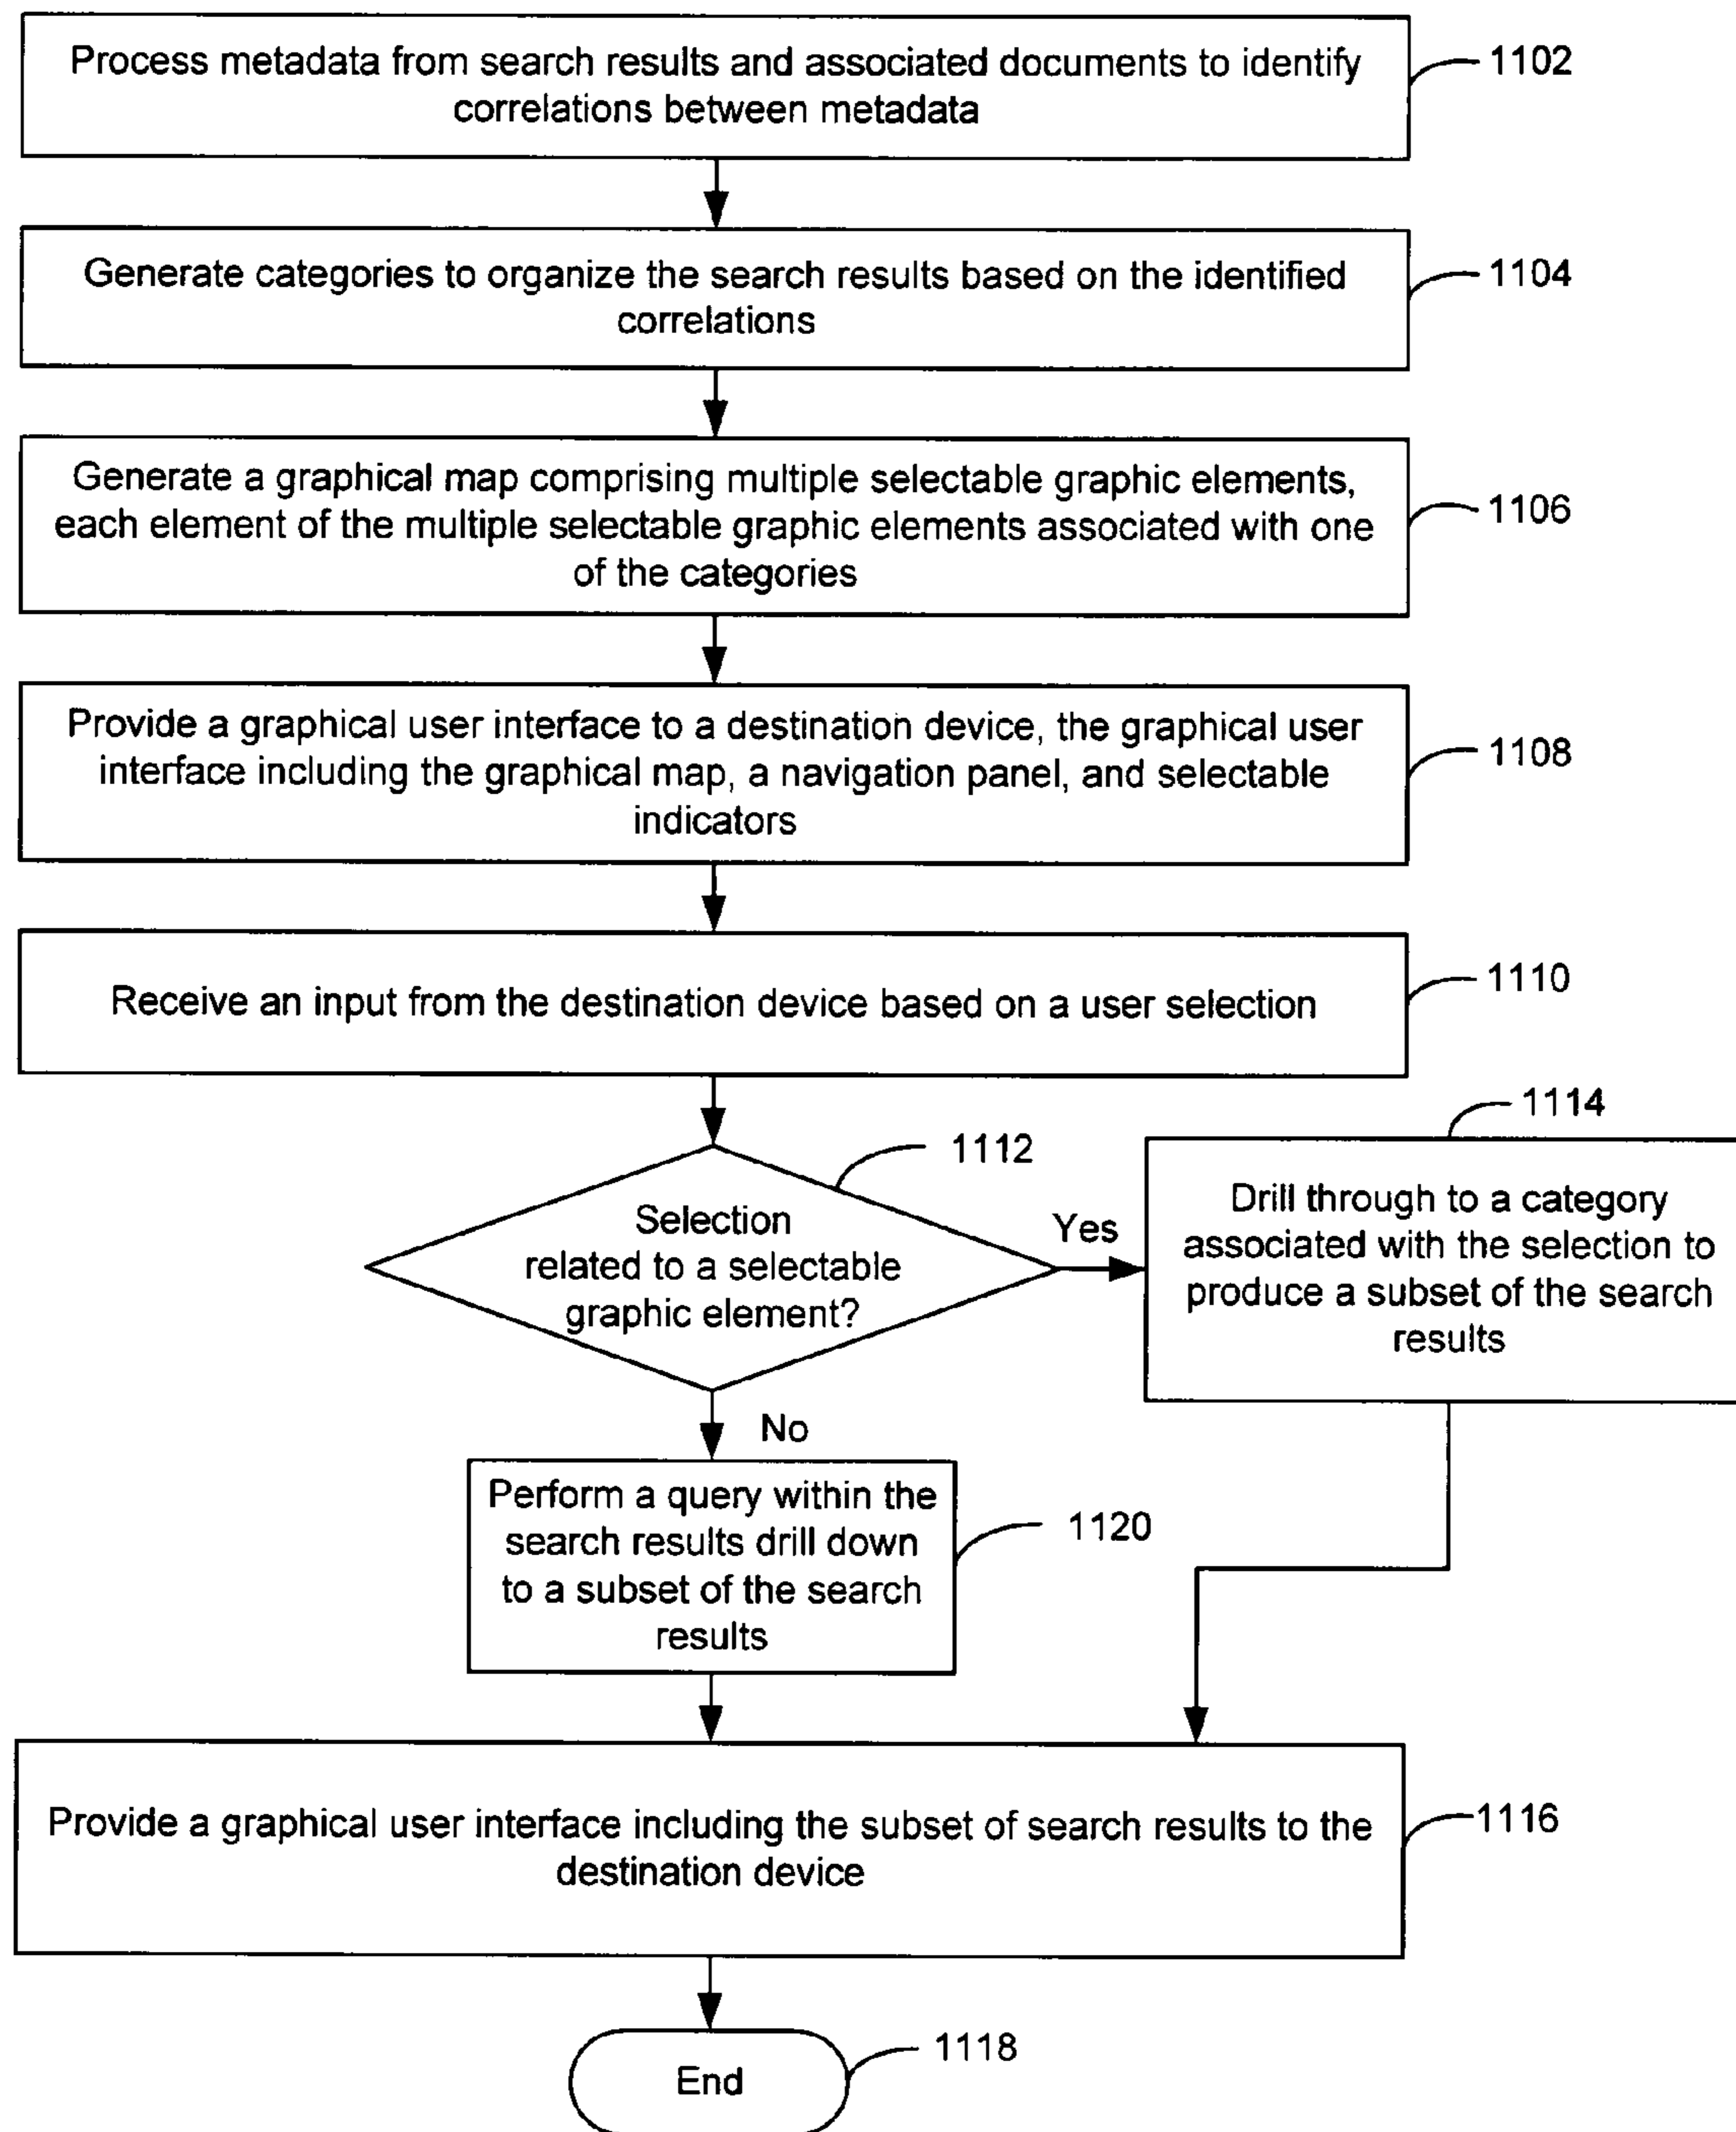 Process metadata from search results and associated documents to identify
correlations between metadata
1102
Generate categories to organize the search results based on the identified
correlations
1104
Generate a graphical map comprising multiple selectable graphic elements,
each element of the multiple selectable graphic elements associated with one
of the categories
1106
Provide a graphical user interface to a destination device, the graphical user
interface including the graphical map, a navigation panel, and selectable
indicators
1108
Receive an input from the destination device based on a user selection
1110
1112
Selection
related to a selectable
graphic element?
Yes
1114
Drill through to a category
associated with the selection to
produce a subset of the search
results
No
Perform a query within the
search results drill down
to a subset of the search
results
1120
Provide a graphical user interface including the subset of search results to the
destination device
1116
End
1118